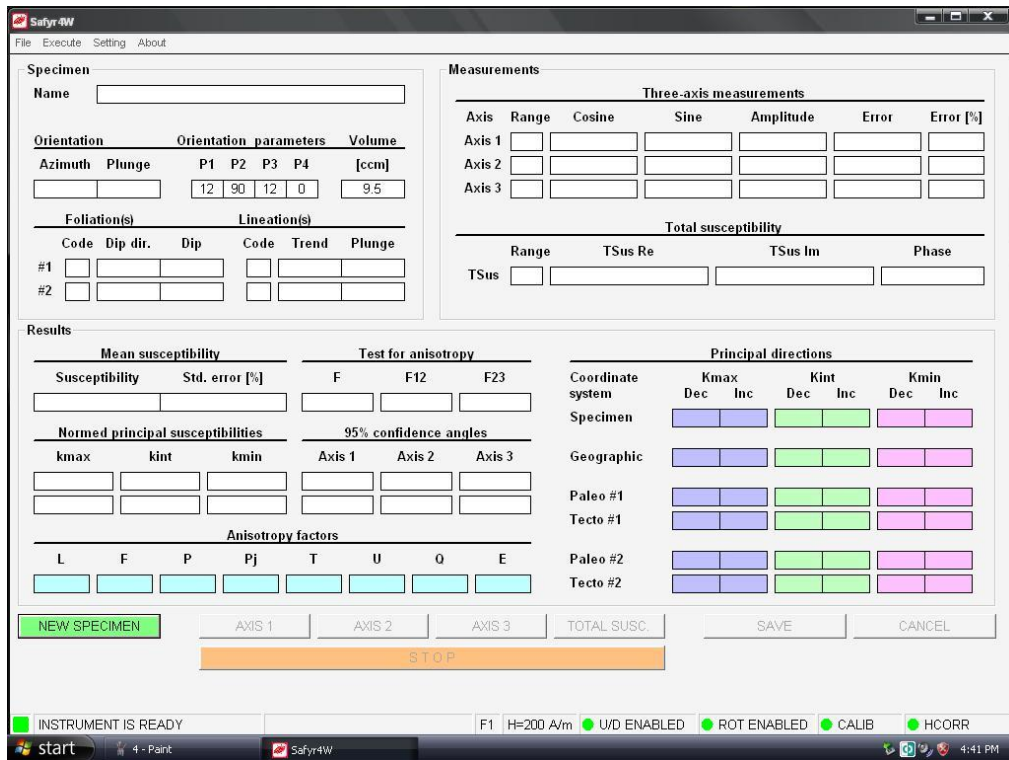 Safyr4W
File Execute Setting About
Specimen
Name
Orientation Orientation parameters Volume
Azimuth Plunge P1 P2 P3 P4 [ccm]
12 90 12 0 9.5
Foliation(s) Lineation(s)
Code Dip dir. Dip Code Trend Plunge
#1
#2
Measurements
Three-axis measurements
Axis Range Cosine Sine Amplitude Error Error [%]
Axis 1
Axis 2
Axis 3
Total susceptibility
Range TSus Re TSus Im Phase
TSus
Results
Mean susceptibility Test for anisotropy
Susceptibility Std. error [%] F F12 F23
Normed principal susceptibilities 95% confidence angles
kmax kint kmin Axis 1 Axis 2 Axis 3
Anisotropy factors
L F P Pj T U Q E
Principal directions
Coordinate system Kmax Kint Kmin
Dec Inc Dec Inc Dec Inc
Specimen
Geographic
Paleo #1
Tecto #1
Paleo #2
Tecto #2
NEW SPECIMEN AXIS 1 AXIS 2 AXIS 3 TOTAL SUSC. SAVE CANCEL
STOP
INSTRUMENT IS READY F1 H=200 A/m U/D ENABLED ROT ENABLED CALIB HCORR
start 4 - Paint Safyr4W 4:41 PM